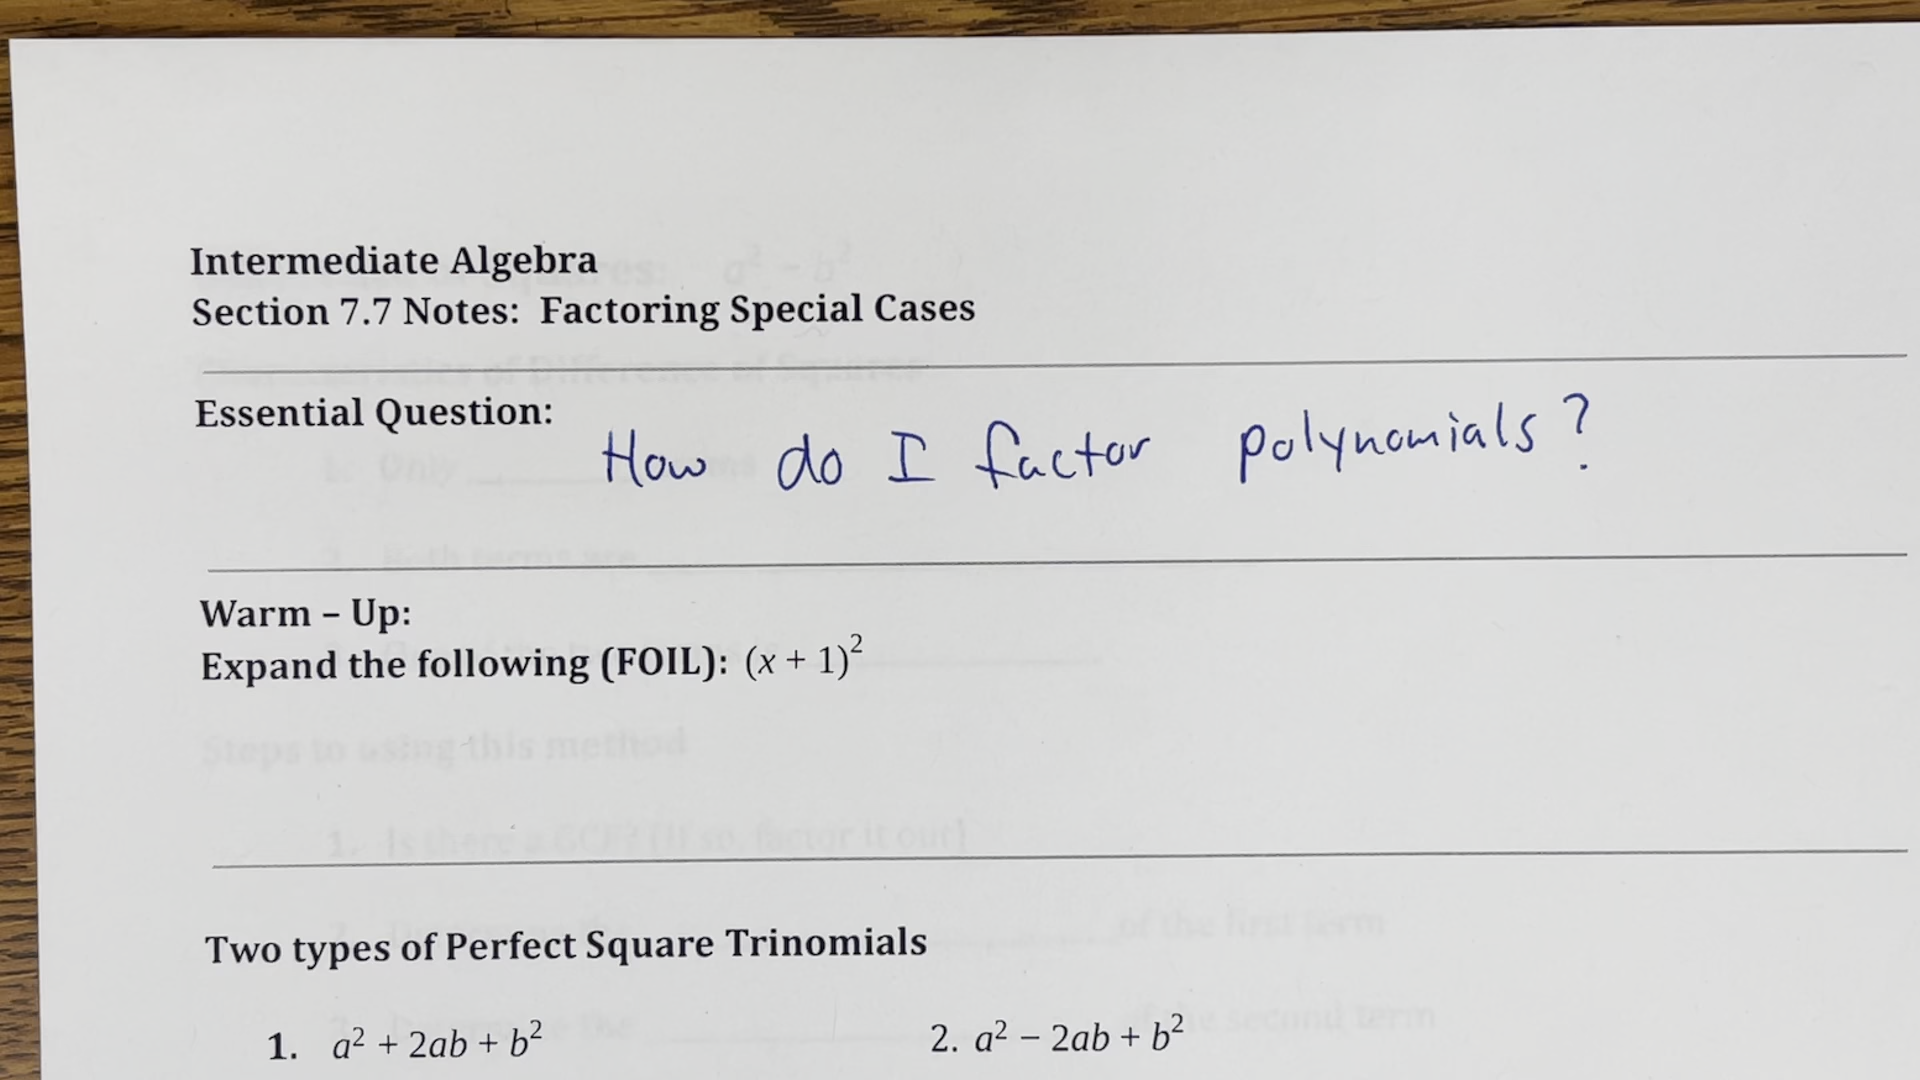 Intermediate Algebra
Section 7.7 Notes: Factoring Special Cases
Essential Question: How do I factor polynomials?
Warm – Up:
Expand the following (FOIL): (x + 1)²
Two types of Perfect Square Trinomials
1. a² + 2ab + b² 2. a² − 2ab + b²